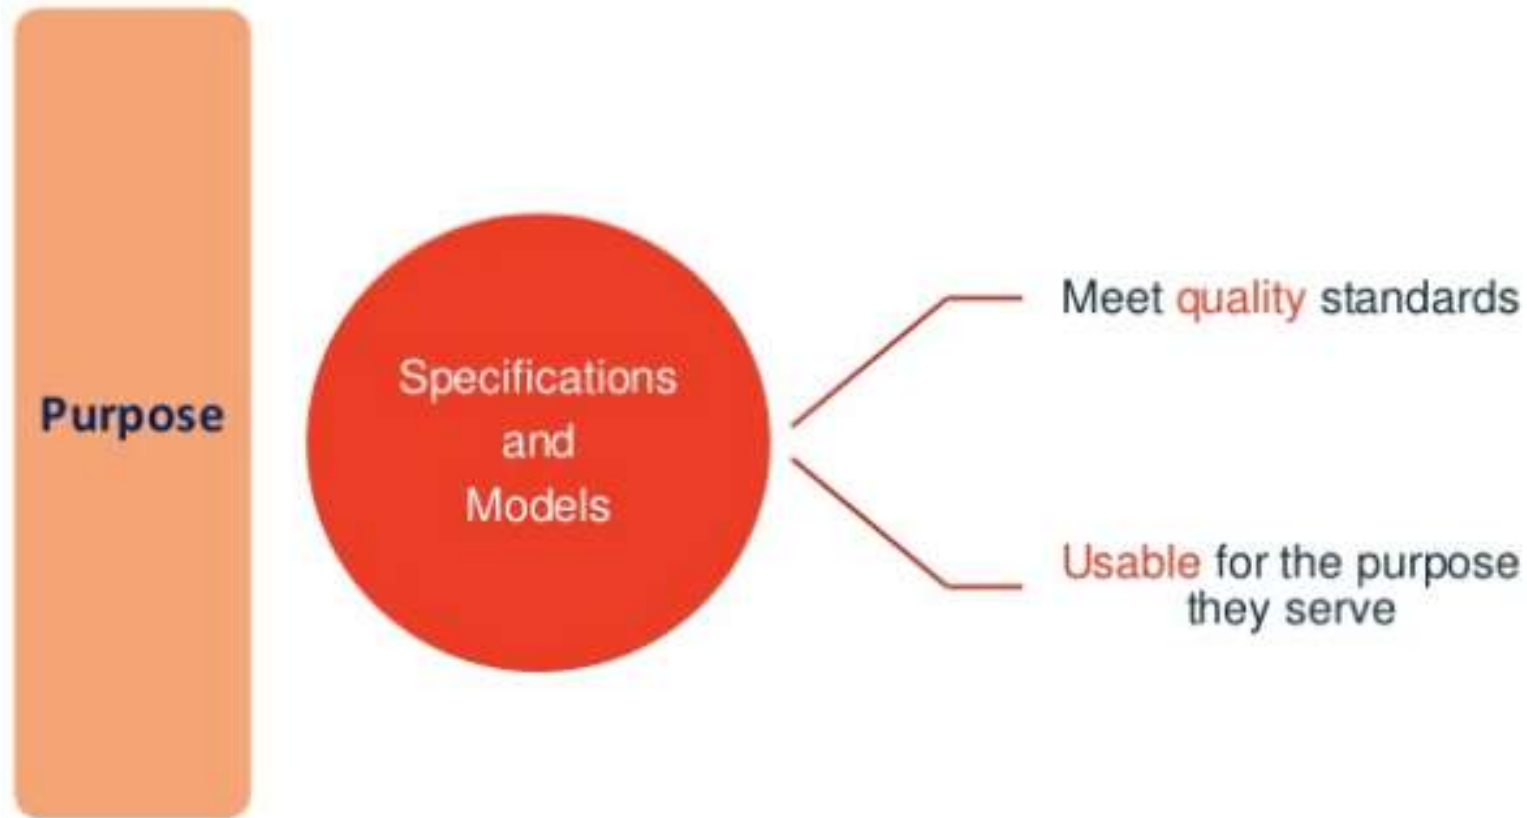 Purpose
Specifications
and
Models
Meet quality standards
Usable for the purpose
they serve